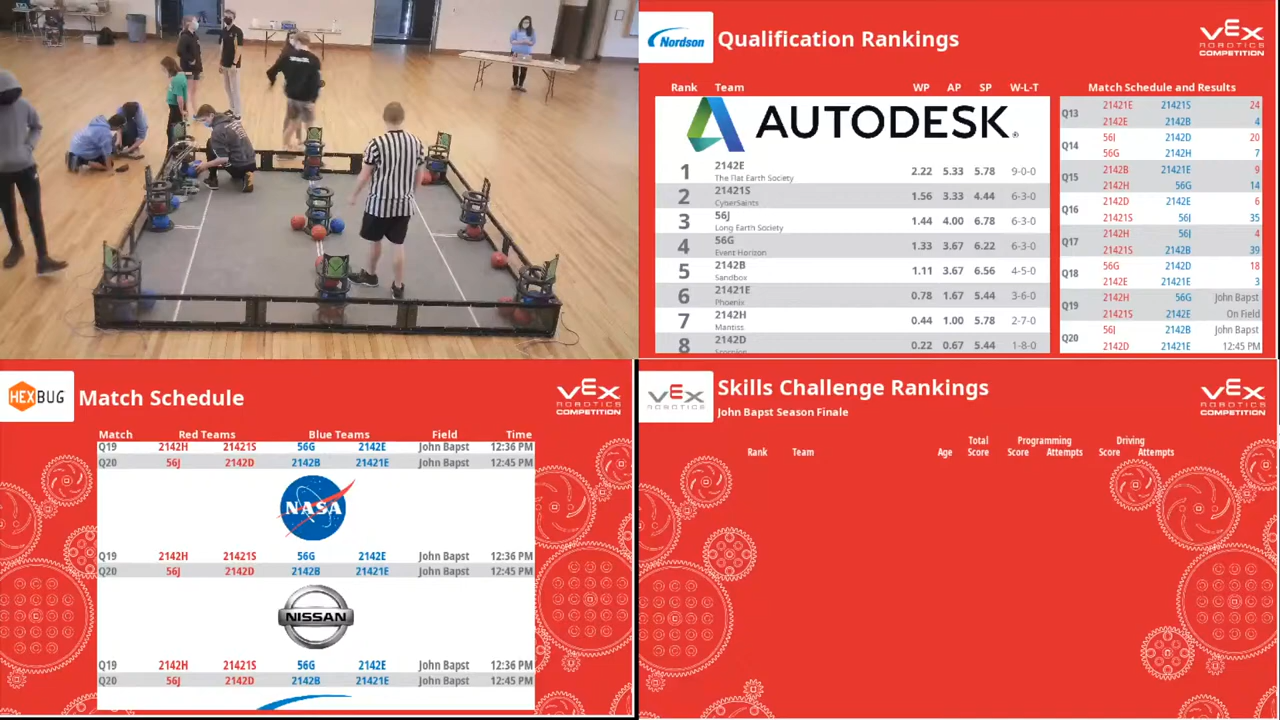 Nordson
Qualification Rankings
VEX
ROBOTICS
COMPETITION
Rank Team WP AP SP W-L-T
AUTODESK®
1 2142E The Flat Earth Society 2.22 5.33 5.78 9-0-0
2 21421S CyberSaints 1.56 3.33 4.44 6-3-0
3 56J Long Earth Society 1.44 4.00 6.78 6-3-0
4 56G Event Horizon 1.33 3.67 6.22 6-3-0
5 2142B Sandbox 1.11 3.67 6.56 4-5-0
6 21421E Phoenix 0.78 1.67 5.44 3-6-0
7 2142H Mantiss 0.44 1.00 5.78 2-7-0
8 2142D 0.22 0.67 5.44 1-8-0
Match Schedule and Results
Q13 21421E 21421S 24
2142E 2142B 4
Q14 56J 2142D 20
56G 2142H 7
Q15 2142B 21421E 9
2142H 56G 14
Q16 2142D 2142E 6
21421S 56J 35
Q17 2142H 56J 4
21421S 2142B 39
Q18 56G 2142D 18
2142E 21421E 3
Q19 2142H 56G John Bapst
21421S 2142E On Field
Q20 56J 2142B John Bapst
2142D 21421E 12:45 PM
HEXBUG
Match Schedule
VEX
ROBOTICS
COMPETITION
Match Red Teams Blue Teams Field Time
Q19 2142H 21421S 56G 2142E John Bapst 12:36 PM
Q20 56J 2142D 2142B 21421E John Bapst 12:45 PM
NASA
Q19 2142H 21421S 56G 2142E John Bapst 12:36 PM
Q20 56J 2142D 2142B 21421E John Bapst 12:45 PM
NISSAN
Q19 2142H 21421S 56G 2142E John Bapst 12:36 PM
Q20 56J 2142D 2142B 21421E John Bapst 12:45 PM
VEX
ROBOTICS
Skills Challenge Rankings
John Bapst Season Finale
VEX
ROBOTICS
COMPETITION
Total Programming Driving
Rank Team Age Score Score Attempts Score Attempts